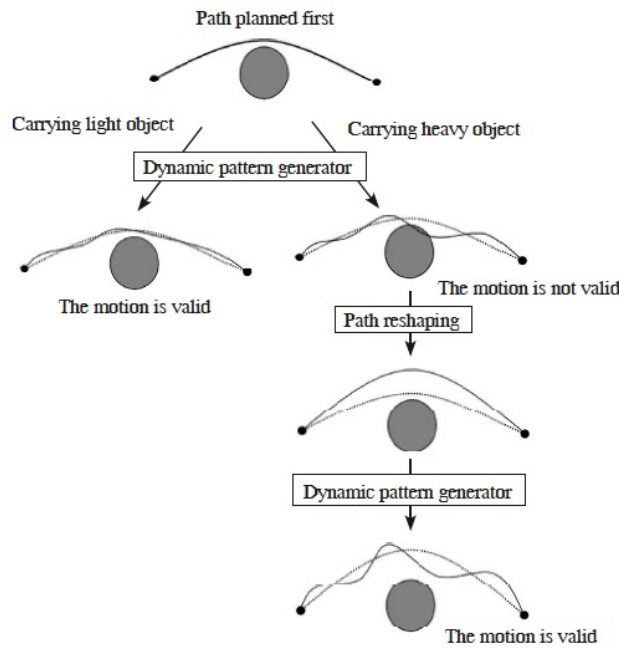 Path planned first
Carrying light object
Carrying heavy object
Dynamic pattern generator
The motion is valid
The motion is not valid
Path reshaping
Dynamic pattern generator
The motion is valid